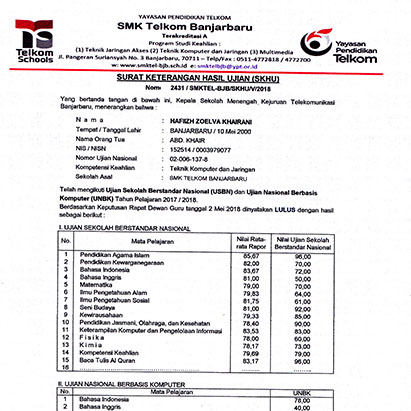 YAYASAN PENDIDIKAN TELKOM
SMK Telkom Banjarbaru
Terakreditasi A
Program Studi Keahlian :
(1) Teknik Jaringan Akses (2) Teknik Komputer dan Jaringan (3) Multimedia
Jl. Pangeran Suriansyah No. 3 Banjarbaru, 70711 – Telp/Fax : 0511-4772818 / 4772700
w: www.smktelkom-bjb.sch.id e: smktelkom-bjb@ypt.or.id
Telkom
Schools
Yayasan
Pendidikan
Telkom
SURAT KETERANGAN HASIL UJIAN (SKHU)
Nomor 2431 / SMKTEL-BJB/SKHU/V/2018
Yang bertanda tangan di bawah ini, Kepala Sekolah Menengah Kejuruan Telekomunikasi
Banjarbaru, menerangkan bahwa :
N a m a : HAFIZH ZOELVA KHAIRANI
Tempat / Tanggal Lahir : BANJARBARU / 10 Mei 2000
Nama Orang Tua : ABD. KHAIR
NIS / NISN : 152514 / 0003979077
Nomor Ujian Nasional : 02-006-137-8
Kompetensi Keahlian : Teknik Komputer dan Jaringan
Sekolah Asal : SMK TELKOM BANJARBARU
Telah mengikuti Ujian Sekolah Berstandar Nasional (USBN) dan Ujian Nasional Berbasis
Komputer (UNBK) Tahun Pelajaran 2017 / 2018.
Berdasarkan Keputusan Rapat Dewan Guru tanggal 2 Mei 2018 dinyatakan LULUS dengan hasil
sebagai berikut :
I. UJIAN SEKOLAH BERSTANDAR NASIONAL
No. Mata Pelajaran Nilai Rata-rata Rapor Nilai Ujian Sekolah Berstandar Nasional
1 Pendidikan Agama Islam 85,67 96,00
2 Pendidikan Kewarganegaraan 82,00 70,00
3 Bahasa Indonesia 83,67 72,00
4 Bahasa Inggris 81,00 50,00
5 Matematika 79,00 70,00
6 Ilmu Pengetahuan Alam 79,83 64,00
7 Ilmu Pengetahuan Sosial 81,75 61,00
8 Seni Budaya 81,00 92,00
9 Kewirausahaan 79,33 85,00
10 Pendidikan Jasmani, Olahraga, dan Kesehatan 78,40 90,00
11 Keterampilan Komputer dan Pengelolaan Informasi 83,53 83,00
12 F i s i k a 78,00 60,00
13 K i m i a 78,17 73,00
14 Kompetensi Keahlian 79,69 79,00
15 Baca Tulis Al Quran 83,17 96,00
16 ....
II. UJIAN NASIONAL BERBASIS KOMPUTER
No. Mata Pelajaran UNBK
1 Bahasa Indonesia 78,00
2 Bahasa Inggris 40,00